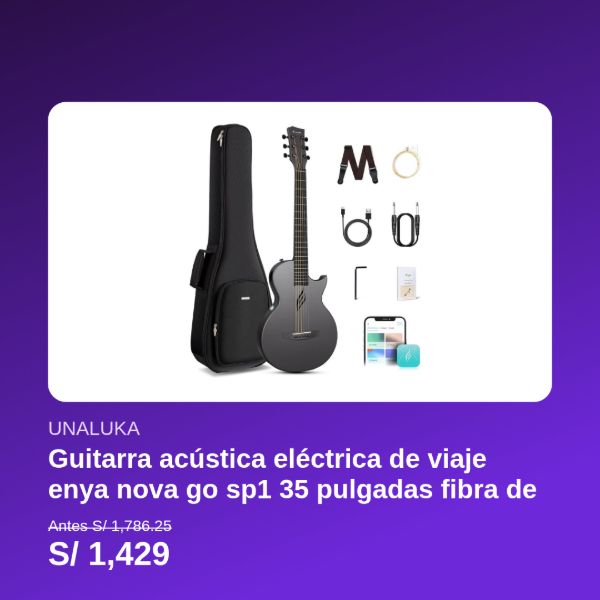 UNALUKA
Guitarra acústica eléctrica de viaje
enya nova go sp1 35 pulgadas fibra de
Antes S/ 1,786.25
S/ 1,429